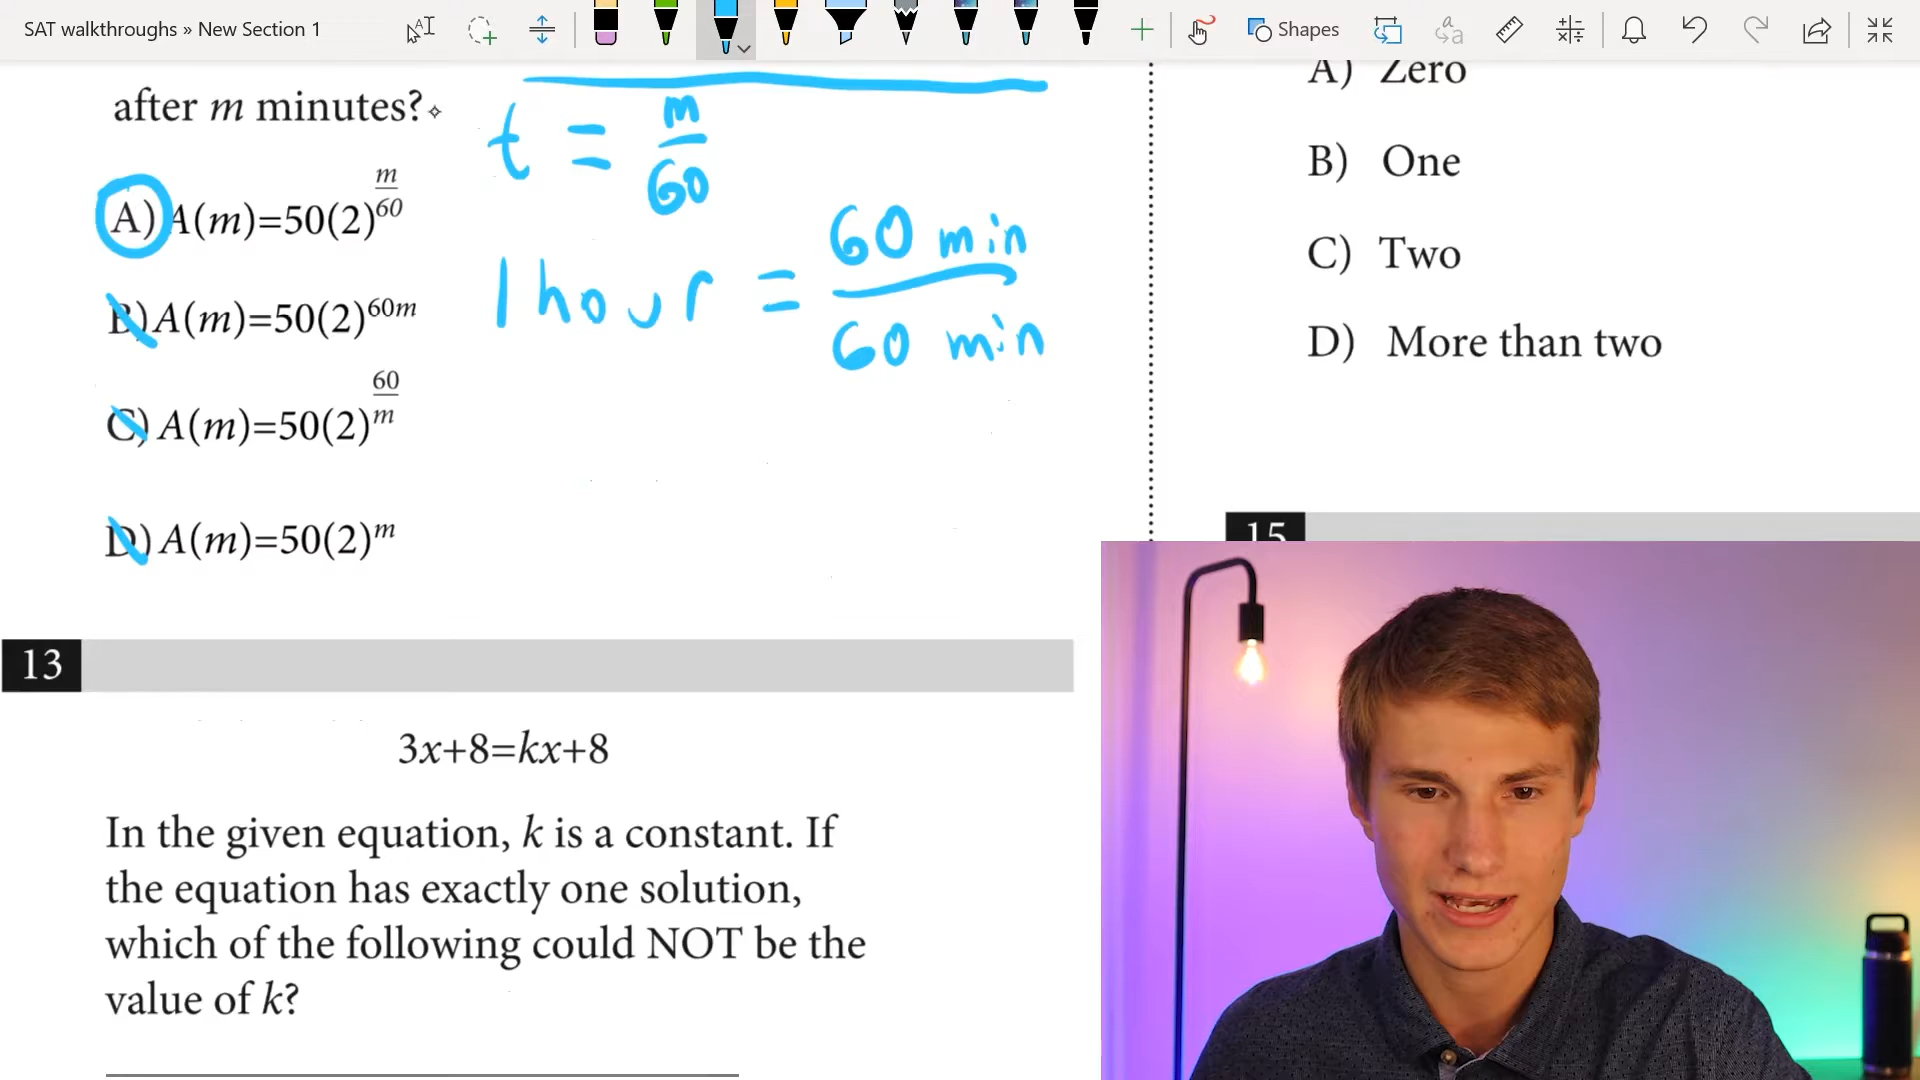 SAT walkthroughs » New Section 1
Shapes
after m minutes?
t = m/60
A) A(m)=50(2)^(m/60)
1 hour = 60 min/60 min
B) A(m)=50(2)^(60m)
C) A(m)=50(2)^(60/m)
D) A(m)=50(2)^m
13
3x+8=kx+8
In the given equation, k is a constant. If
the equation has exactly one solution,
which of the following could NOT be the
value of k?
A) Zero
B) One
C) Two
D) More than two
15